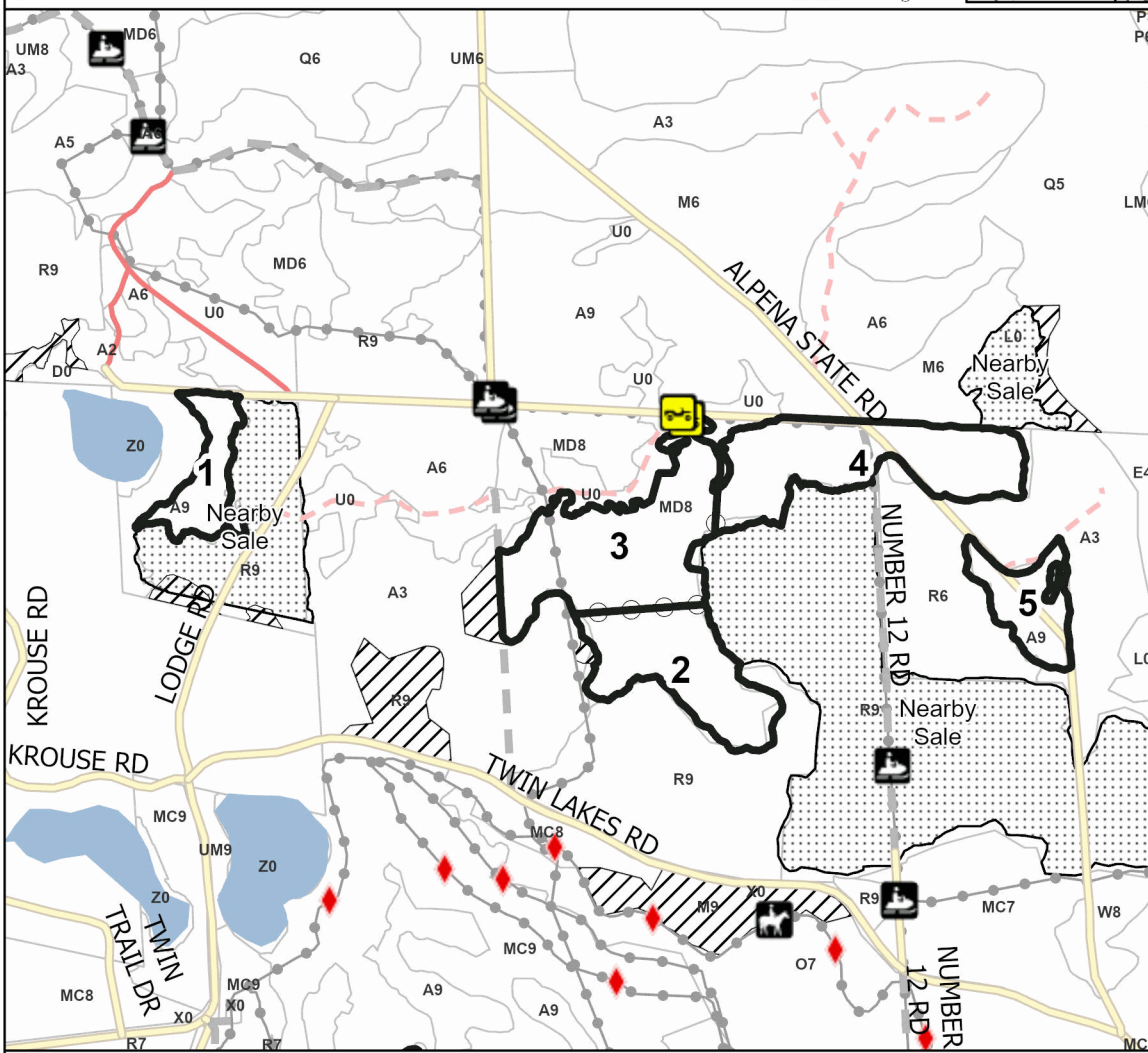 MD6
UM8
A3
Q6
UM6
A6
A5
A3
M6
Q5
U0
R9
MD6
A6
U0
A9
ALPENA STATE RD
A6
R9
A2
D0
U0
M6
L0
Nearby
Sale
U0
Z0
MD8
A6
1
4
U0
U0
MD8
A9
Nearby
Sale
3
NUMBER 12 RD
A3
R9
A3
R6
5
A9
KROUSE RD
LODGE RD
2
R9
R9
Nearby
Sale
KROUSE RD
TWIN LAKES RD
R9
MC9
UM9
MC8
Z0
Z0
X0
M9
R9
MC7
W8
TWIN
TRAIL DR
MC9
O7
NUMBER
12 RD
MC8
MC9
X0
A9
A9
X0
R7
R7